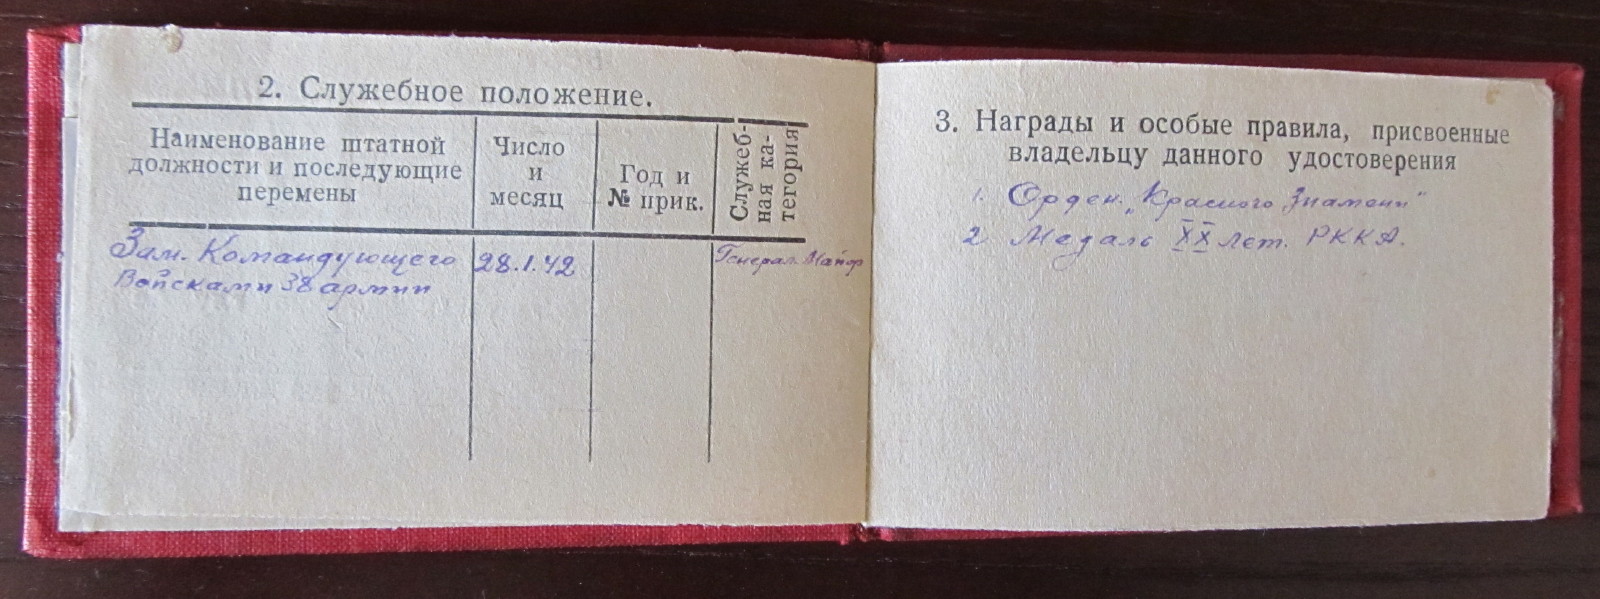 2. Служебное положение.
Наименование штатной
должности и последующие
перемены
Число
и
месяц
Год и
№ прик.
Служеб-
ная ка-
тегория
Зам. Командующего
Войсками 38 армии
28.1.42
Генерал Майор
3. Награды и особые правила, присвоенные
владельцу данного удостоверения
1. Орден „Красного Знамени"
2 Медаль XX лет. РККА.